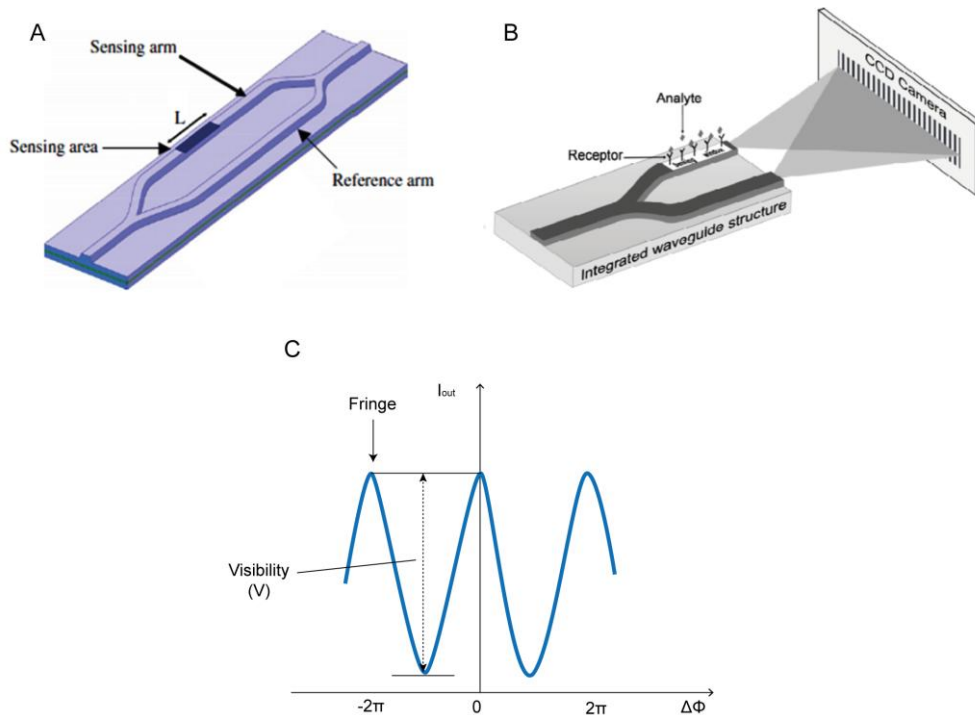 A
Sensing arm
L
Sensing area
Reference arm
B
CCD Camera
Analyte
Receptor
Integrated waveguide structure
C
Iout
Fringe
Visibility
(V)
-2π
0
2π
ΔΦ